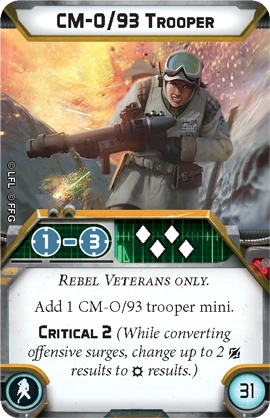 CM-O/93 TROOPER
© LFL © FFG
1 – 3
REBEL VETERANS ONLY.
Add 1 CM-O/93 trooper mini.
CRITICAL 2 (While converting
offensive surges, change up to 2
results to results.)
31